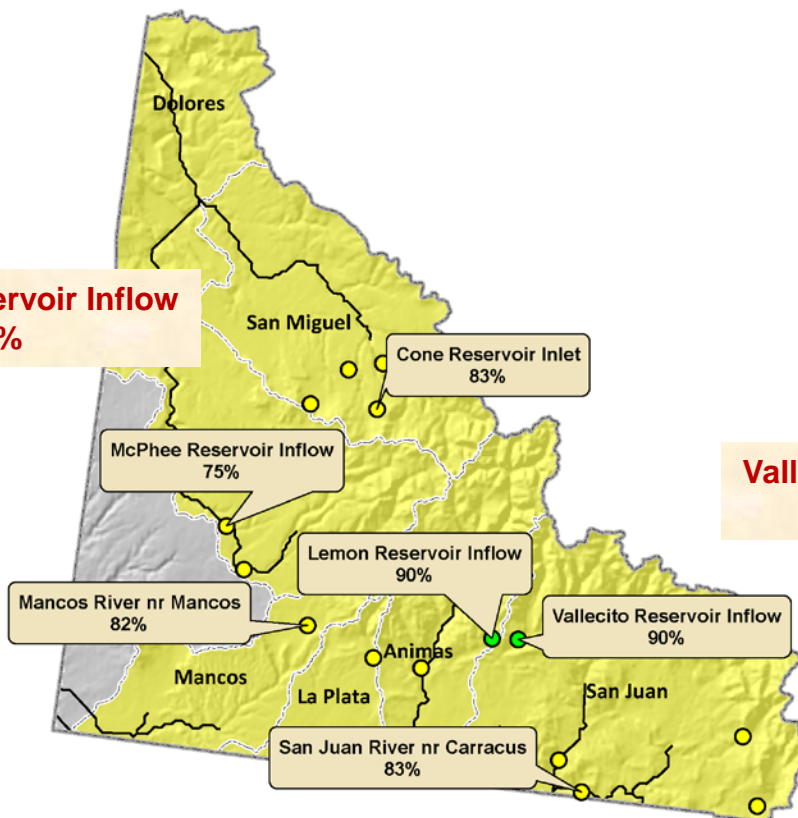 Dolores
ervoir Inflow
%
San Miguel
Cone Reservoir Inlet
83%
McPhee Reservoir Inflow
75%
Vall
Lemon Reservoir Inflow
90%
Mancos River nr Mancos
82%
Vallecito Reservoir Inflow
90%
Animas
Mancos
La Plata
San Juan
San Juan River nr Carracus
83%